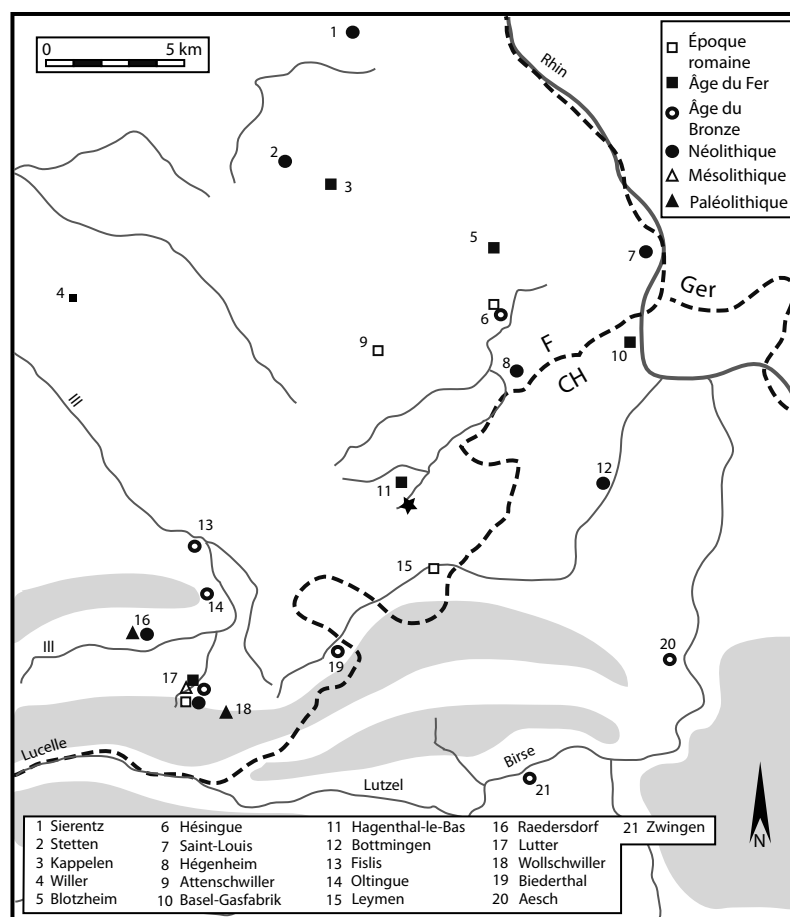 0 5 km
Époque
romaine
Âge du Fer
Âge du
Bronze
Néolithique
Mésolithique
Paléolithique
1
Rhin
2
3
5
7
4
Ger
6
9
F
10
8
CH
Ill
11
12
13
15
14
16
20
Ill
19
17
18
Lucelle
Birse
Lutzel
21
N
1 Sierentz
2 Stetten
3 Kappelen
4 Willer
5 Blotzheim
6 Hésingue
7 Saint-Louis
8 Hégenheim
9 Attenschwiller
10 Basel-Gasfabrik
11 Hagenthal-le-Bas
12 Bottmingen
13 Fislis
14 Oltingue
15 Leymen
16 Raedersdorf
17 Lutter
18 Wollschwiller
19 Biederthal
20 Aesch
21 Zwingen